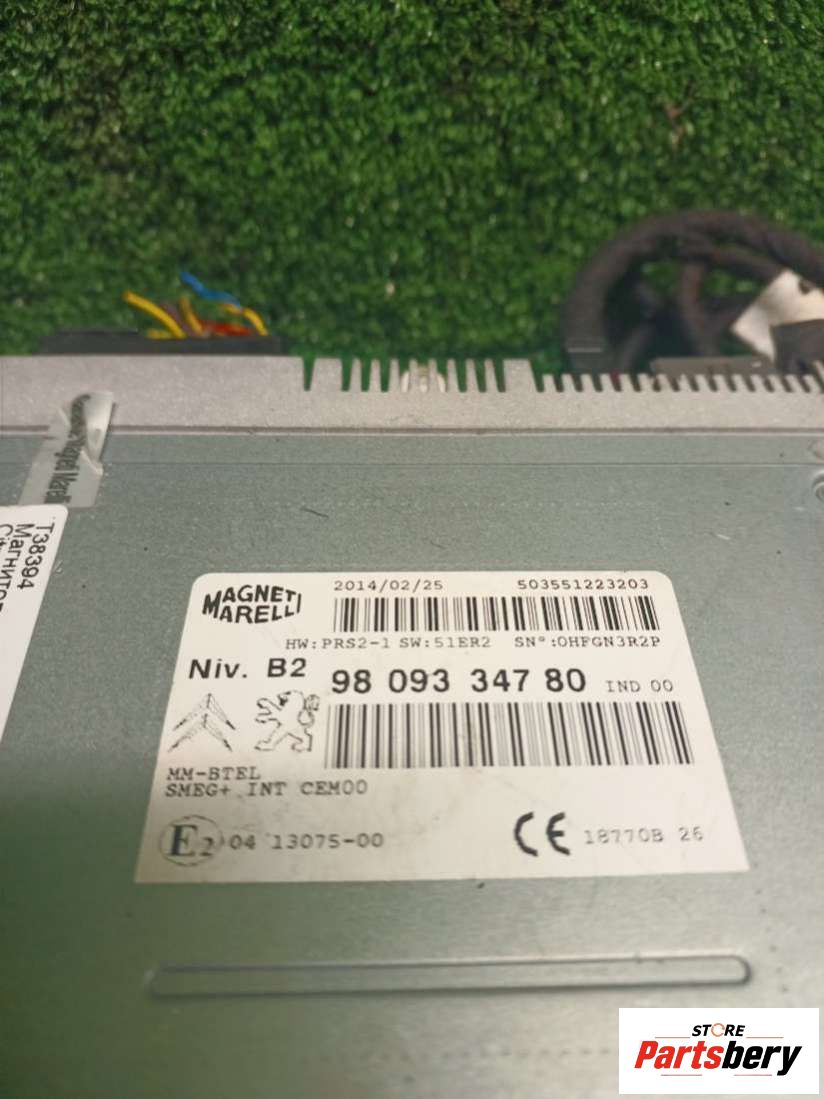 T38394
MAGNETI
MARELLI
2014/02/25 503551223203
HW:PRS2-1 SW:51ER2 SN°:0HFGN3R2P
Niv. B2 98 093 347 80 IND 00
MM-BTEL
SMEG+ INT CEM00
E2 04 13075-00 CE 18770B 26
STORE
Partsbery